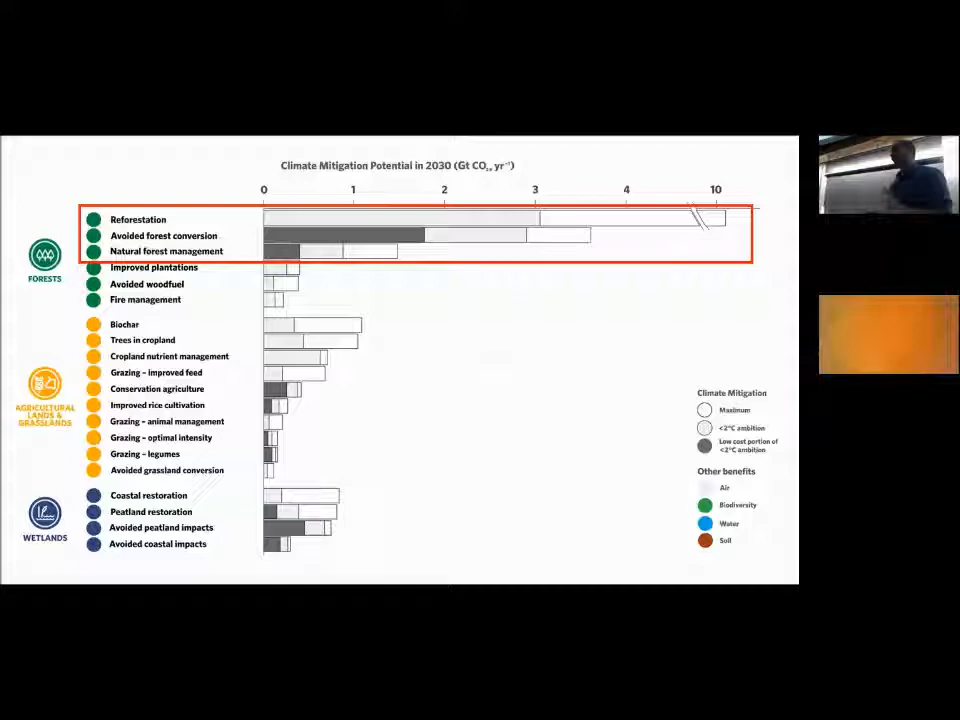 Climate Mitigation Potential in 2030 (Gt CO₂ₑ yr⁻¹)
0 1 2 3 4 10
Reforestation
Avoided forest conversion
Natural forest management
Improved plantations
Avoided woodfuel
Fire management
FORESTS
Biochar
Trees in cropland
Cropland nutrient management
Grazing – improved feed
Conservation agriculture
Improved rice cultivation
Grazing – animal management
Grazing – optimal intensity
Grazing – legumes
Avoided grassland conversion
AGRICULTURAL
LANDS &
GRASSLANDS
Coastal restoration
Peatland restoration
Avoided peatland impacts
Avoided coastal impacts
WETLANDS
Climate Mitigation
Maximum
<2°C ambition
Low cost portion of
<2°C ambition
Other benefits
Air
Biodiversity
Water
Soil